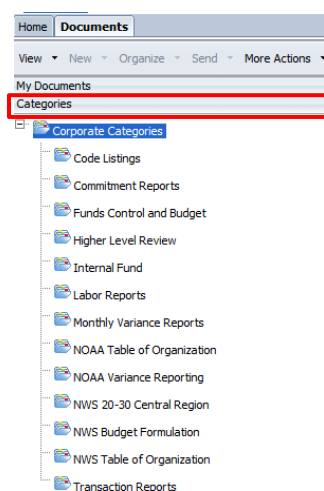 Home Documents
View New Organize Send More Actions
My Documents
Categories
Corporate Categories
Code Listings
Commitment Reports
Funds Control and Budget
Higher Level Review
Internal Fund
Labor Reports
Monthly Variance Reports
NOAA Table of Organization
NOAA Variance Reporting
NWS 20-30 Central Region
NWS Budget Formulation
NWS Table of Organization
Transaction Reports